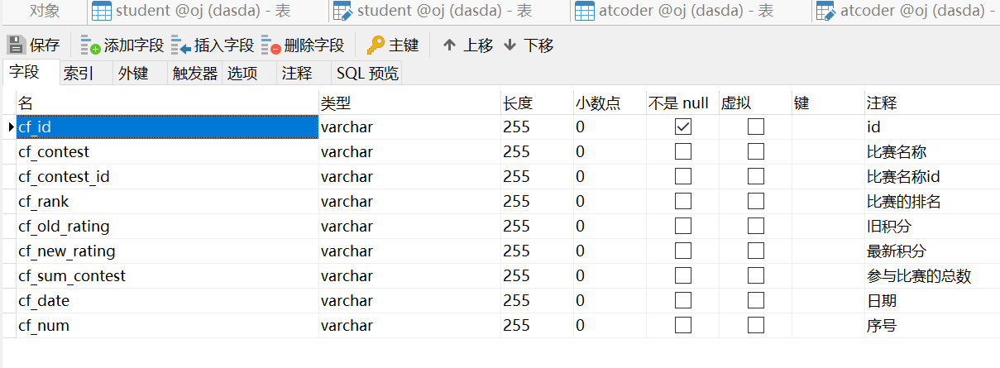 对象 student @oj (dasda) - 表 student @oj (dasda) - 表 atcoder @oj (dasda) - 表 atcoder @oj (dasda) -
保存 添加字段 插入字段 删除字段 主键 上移 下移
字段 索引 外键 触发器 选项 注释 SQL 预览
名 类型 长度 小数点 不是 null 虚拟 键 注释
cf_id varchar 255 0 id
cf_contest varchar 255 0 比赛名称
cf_contest_id varchar 255 0 比赛名称id
cf_rank varchar 255 0 比赛的排名
cf_old_rating varchar 255 0 旧积分
cf_new_rating varchar 255 0 最新积分
cf_sum_contest varchar 255 0 参与比赛的总数
cf_date varchar 255 0 日期
cf_num varchar 255 0 序号